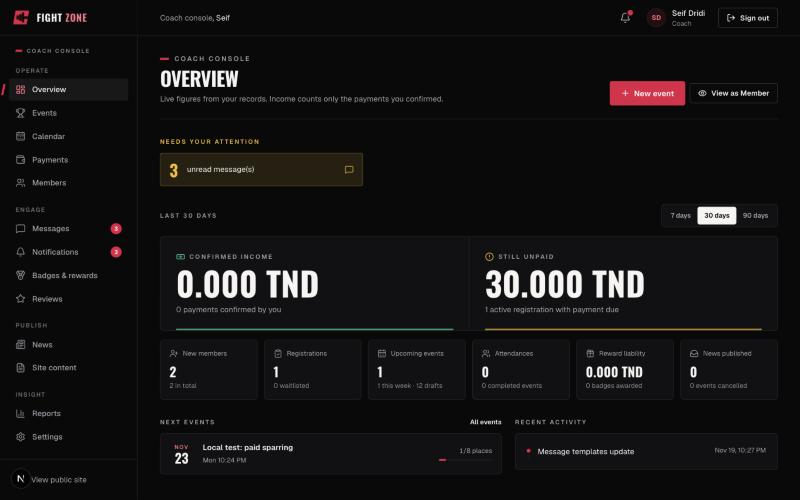 FIGHT ZONE
Coach console, Seif
SD
Seif Dridi
Coach
Sign out
COACH CONSOLE
OPERATE
Overview
Events
Calendar
Payments
Members
ENGAGE
Messages 3
Notifications 3
Badges & rewards
Reviews
PUBLISH
News
Site content
INSIGHT
Reports
Settings
N
View public site
COACH CONSOLE
OVERVIEW
Live figures from your records. Income counts only the payments you confirmed.
New event
View as Member
NEEDS YOUR ATTENTION
3 unread message(s)
LAST 30 DAYS
7 days 30 days 90 days
CONFIRMED INCOME
0.000 TND
0 payments confirmed by you
STILL UNPAID
30.000 TND
1 active registration with payment due
New members
2
2 in total
Registrations
1
0 waitlisted
Upcoming events
1
1 this week · 12 drafts
Attendances
0
0 completed events
Reward liability
0.000 TND
0 badges awarded
News published
0
0 events cancelled
NEXT EVENTS
All events
NOV
23
Local test: paid sparring
Mon 10:24 PM
1/8 places
RECENT ACTIVITY
Message templates update
Nov 19, 10:27 PM